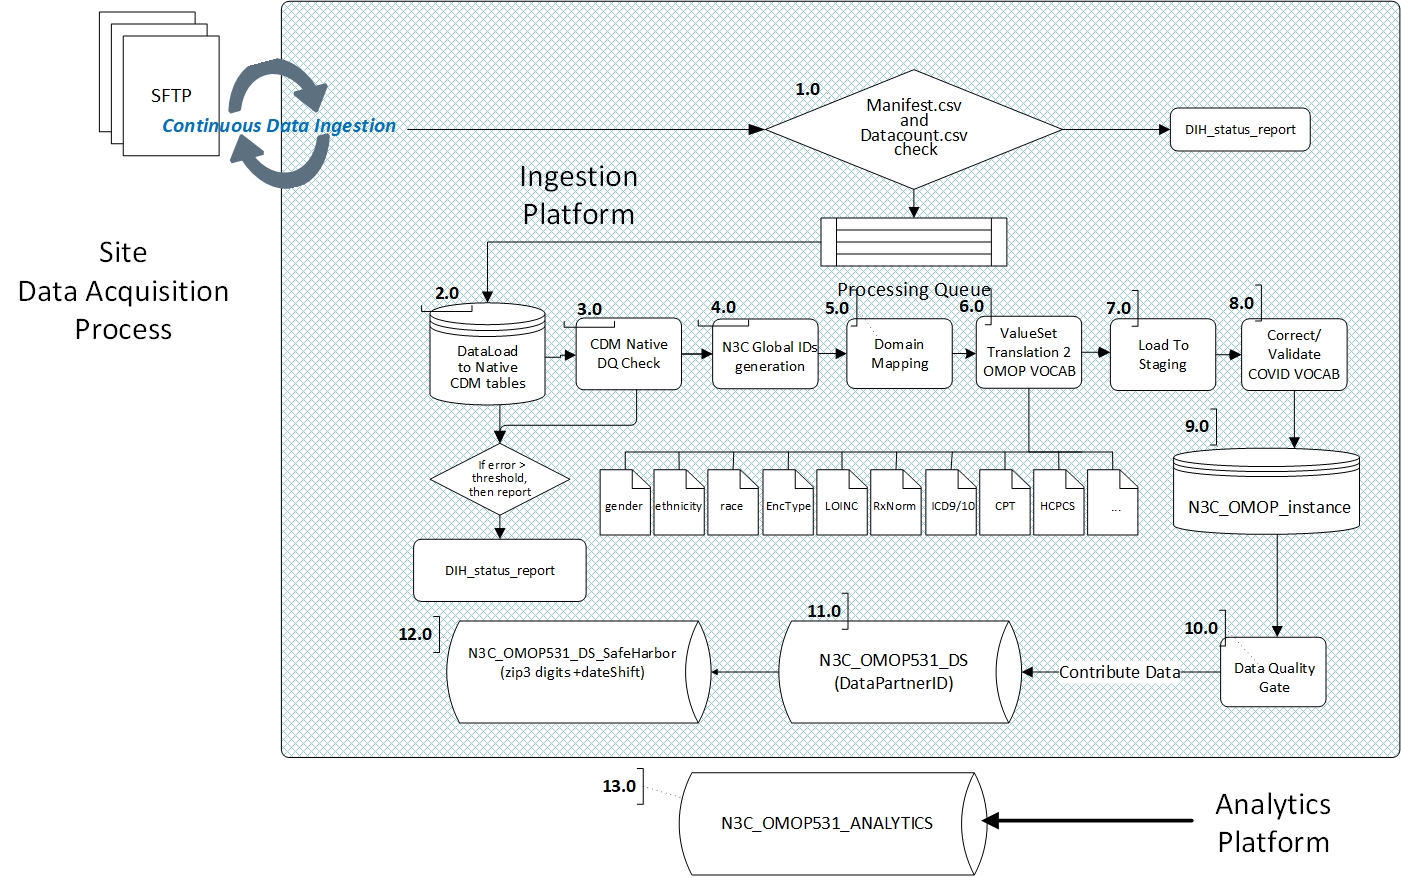 SFTP
Continuous Data Ingestion
1.0
Manifest.csv
and
Datacount.csv
check
DIH_status_report
Ingestion
Platform
Site
Data Acquisition
Process
Processing Queue
2.0
DataLoad
to Native
CDM tables
3.0
CDM Native
DQ Check
4.0
N3C Global IDs
generation
5.0
Domain
Mapping
6.0
ValueSet
Translation 2
OMOP VOCAB
7.0
Load To
Staging
8.0
Correct/
Validate
COVID VOCAB
9.0
N3C_OMOP_instance
If error >
threshold,
then report
gender
ethnicity
race
EncType
LOINC
RxNorm
ICD9/10
CPT
HCPCS
...
DIH_status_report
10.0
Data Quality
Gate
Contribute Data
11.0
N3C_OMOP531_DS
(DataPartnerID)
12.0
N3C_OMOP531_DS_SafeHarbor
(zip3 digits +dateShift)
13.0
N3C_OMOP531_ANALYTICS
Analytics
Platform